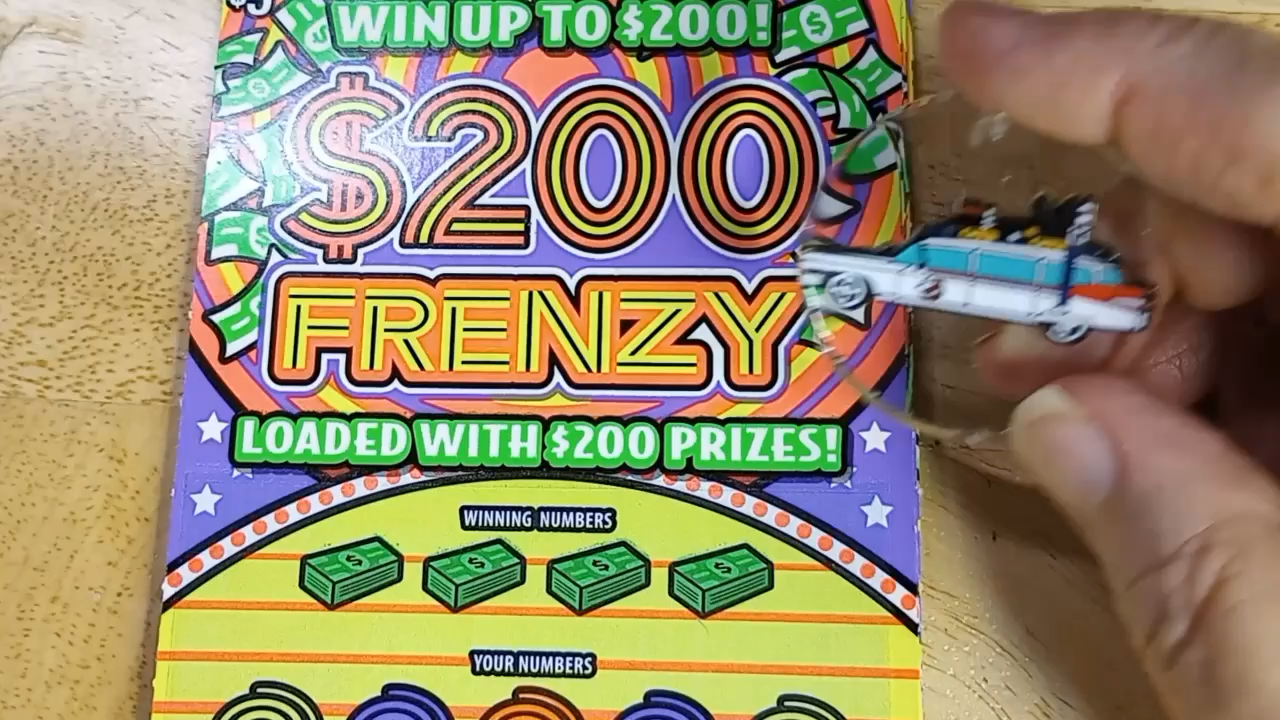 WIN UP TO $200!
$200
FRENZY
LOADED WITH $200 PRIZES!
WINNING NUMBERS
YOUR NUMBERS